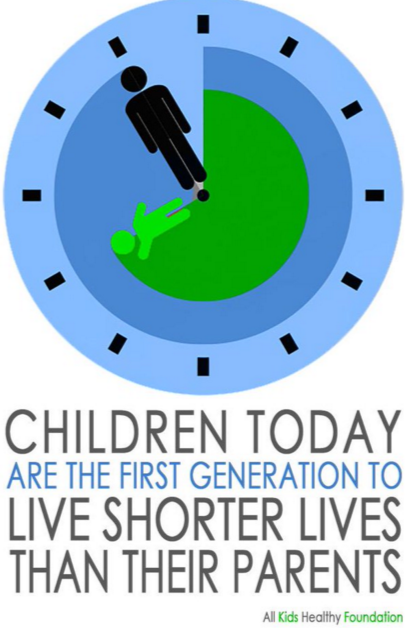 CHILDREN TODAY
ARE THE FIRST GENERATION TO
LIVE SHORTER LIVES
THAN THEIR PARENTS
All Kids Healthy Foundation